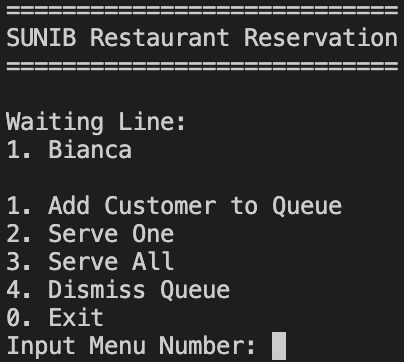 ============================
SUNIB Restaurant Reservation
============================
Waiting Line:
1. Bianca
1. Add Customer to Queue
2. Serve One
3. Serve All
4. Dismiss Queue
0. Exit
Input Menu Number: